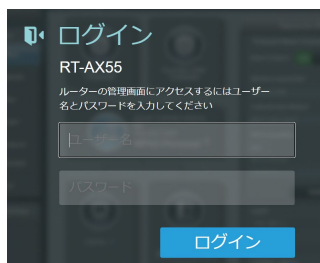 ログイン
RT-AX55
ルーターの管理画面にアクセスするにはユーザー
名とパスワードを入力してください
ユーザー名
パスワード
ログイン